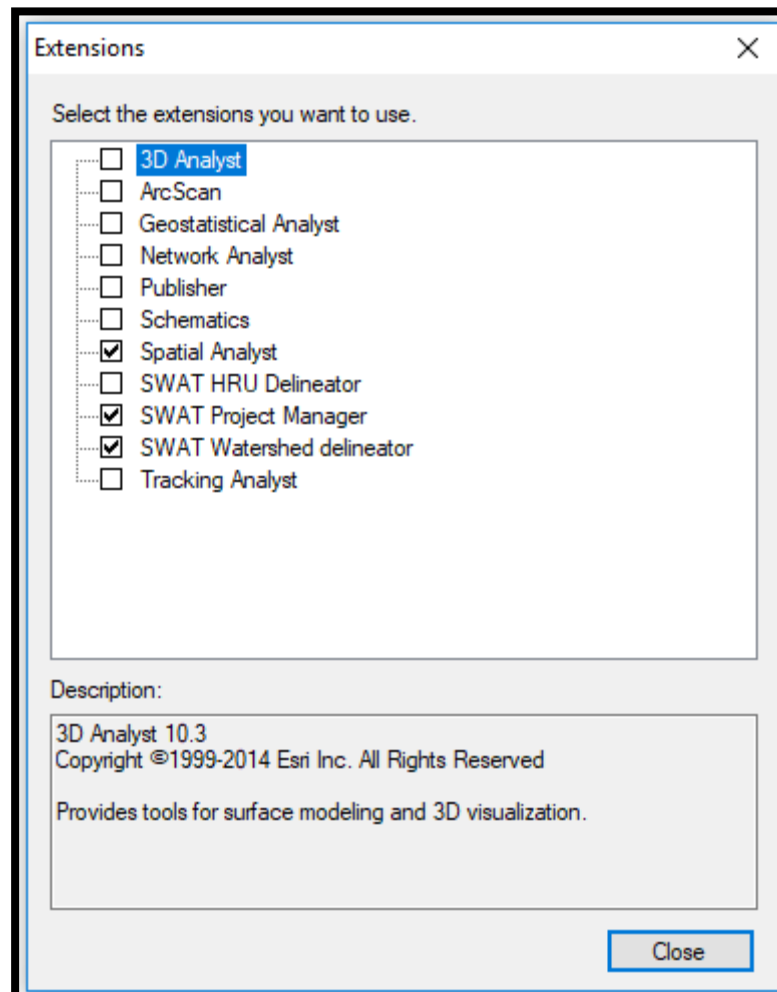 Extensions
Select the extensions you want to use.
3D Analyst
ArcScan
Geostatistical Analyst
Network Analyst
Publisher
Schematics
Spatial Analyst
SWAT HRU Delineator
SWAT Project Manager
SWAT Watershed delineator
Tracking Analyst
Description:
3D Analyst 10.3
Copyright ©1999-2014 Esri Inc. All Rights Reserved
Provides tools for surface modeling and 3D visualization.
Close